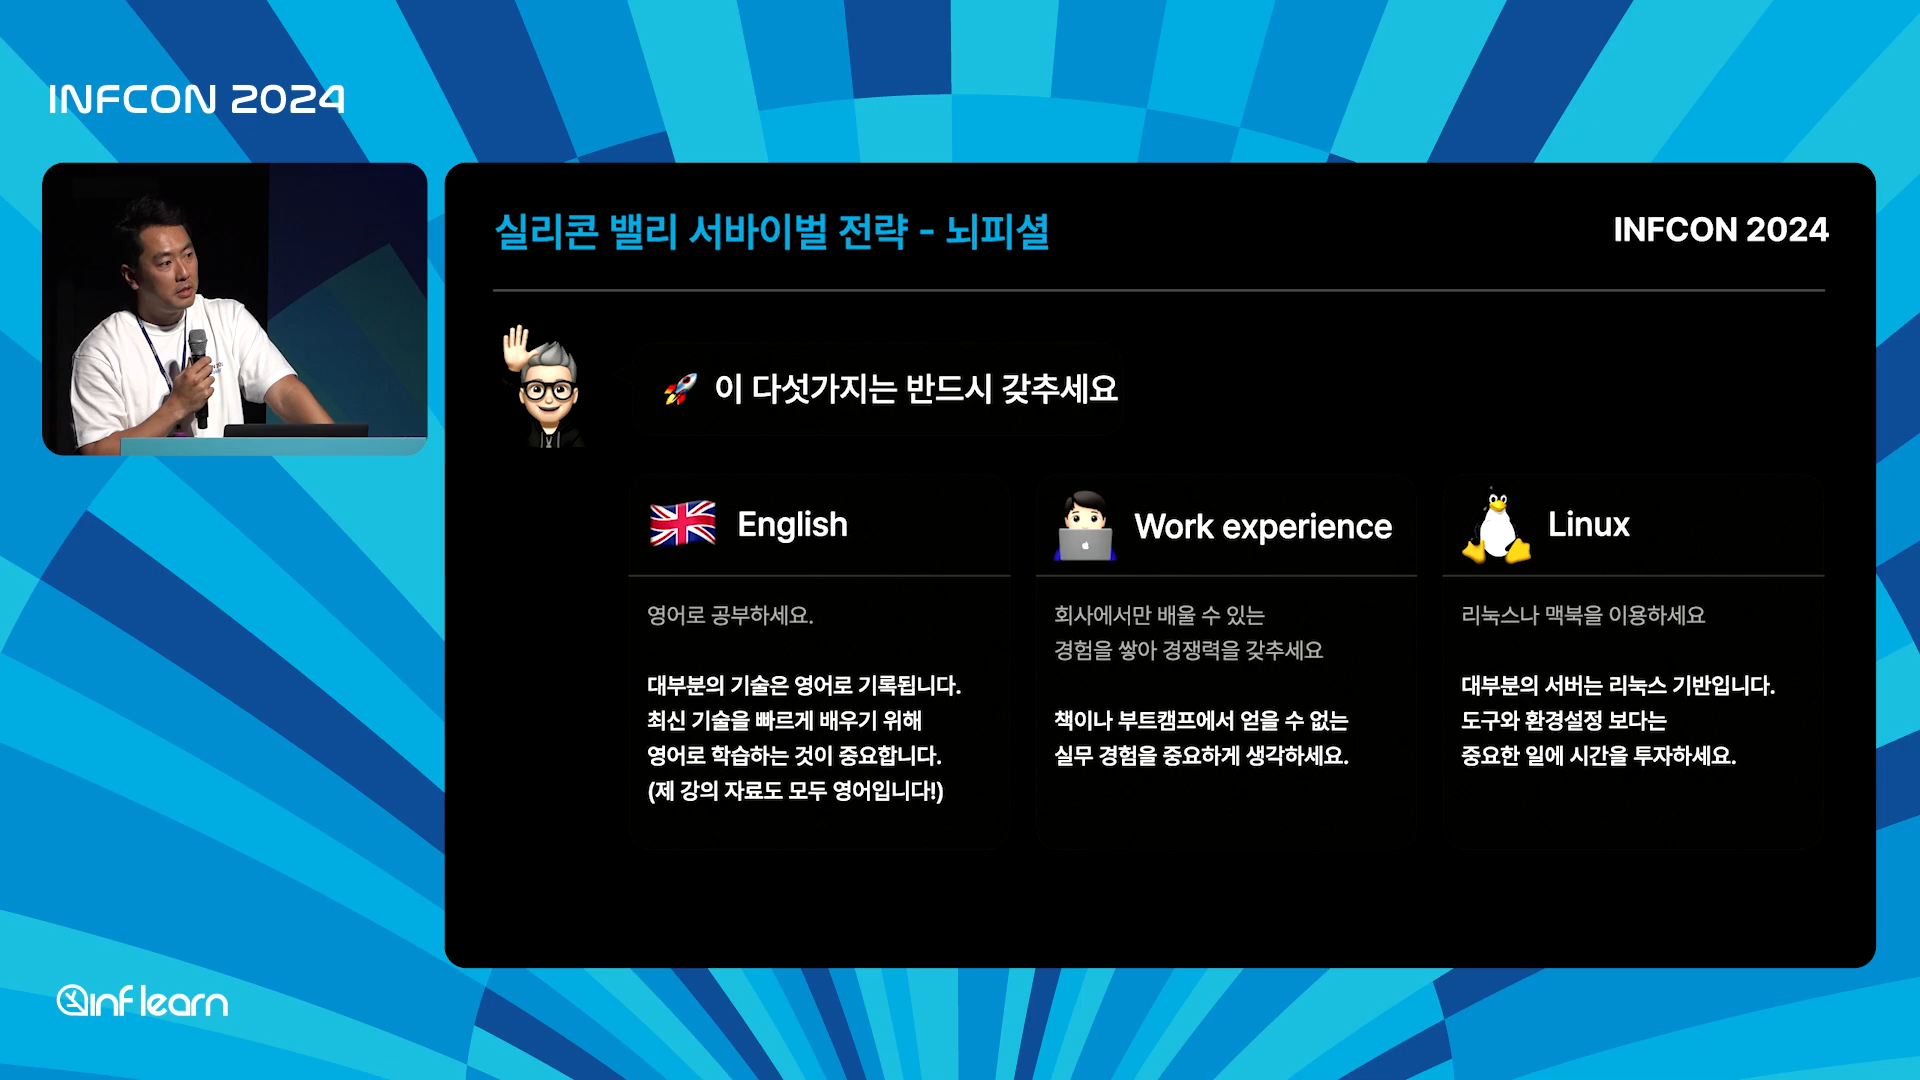 INFCON 2024
실리콘 밸리 서바이벌 전략 - 뇌피셜
INFCON 2024
🚀 이 다섯가지는 반드시 갖추세요
English
영어로 공부하세요.
대부분의 기술은 영어로 기록됩니다.
최신 기술을 빠르게 배우기 위해
영어로 학습하는 것이 중요합니다.
(제 강의 자료도 모두 영어입니다!)
Work experience
회사에서만 배울 수 있는
경험을 쌓아 경쟁력을 갖추세요
책이나 부트캠프에서 얻을 수 없는
실무 경험을 중요하게 생각하세요.
Linux
리눅스나 맥북을 이용하세요
대부분의 서버는 리눅스 기반입니다.
도구와 환경설정 보다는
중요한 일에 시간을 투자하세요.
inflearn